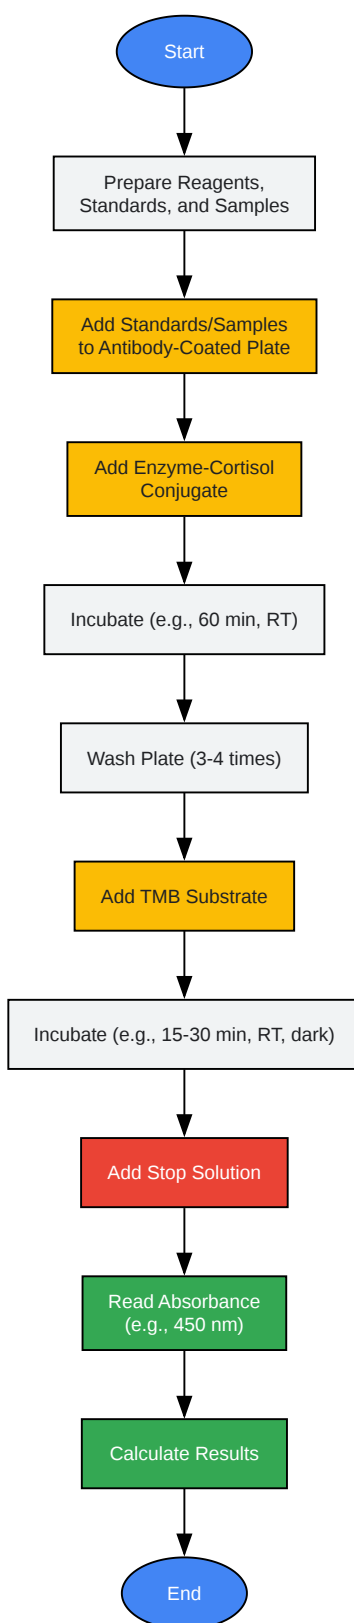 Start
Prepare Reagents,
Standards, and Samples
Add Standards/Samples
to Antibody-Coated Plate
Add Enzyme-Cortisol
Conjugate
Incubate (e.g., 60 min, RT)
Wash Plate (3-4 times)
Add TMB Substrate
Incubate (e.g., 15-30 min, RT, dark)
Add Stop Solution
Read Absorbance
(e.g., 450 nm)
Calculate Results
End